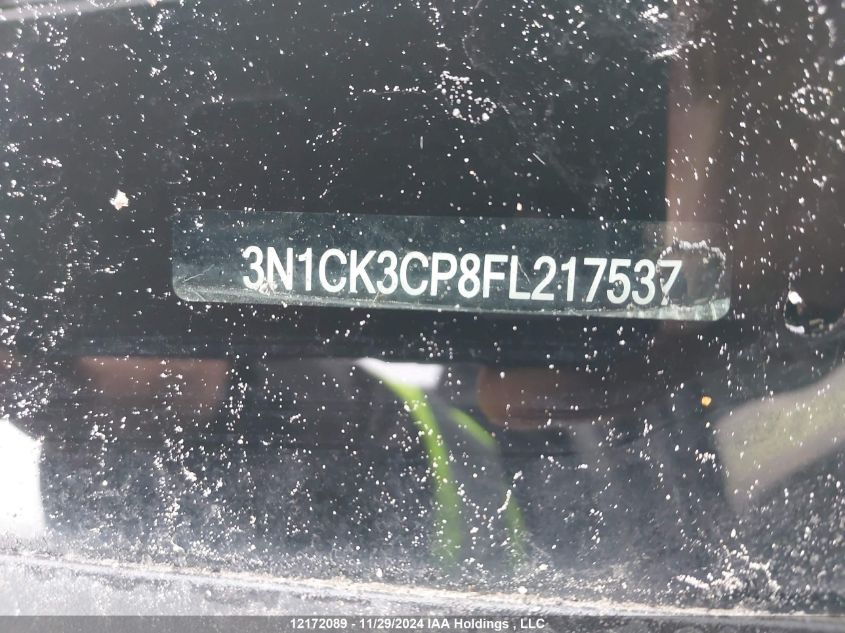 3N1CK3CP8FL217537
12172089 - 11/29/2024 IAA Holdings , LLC